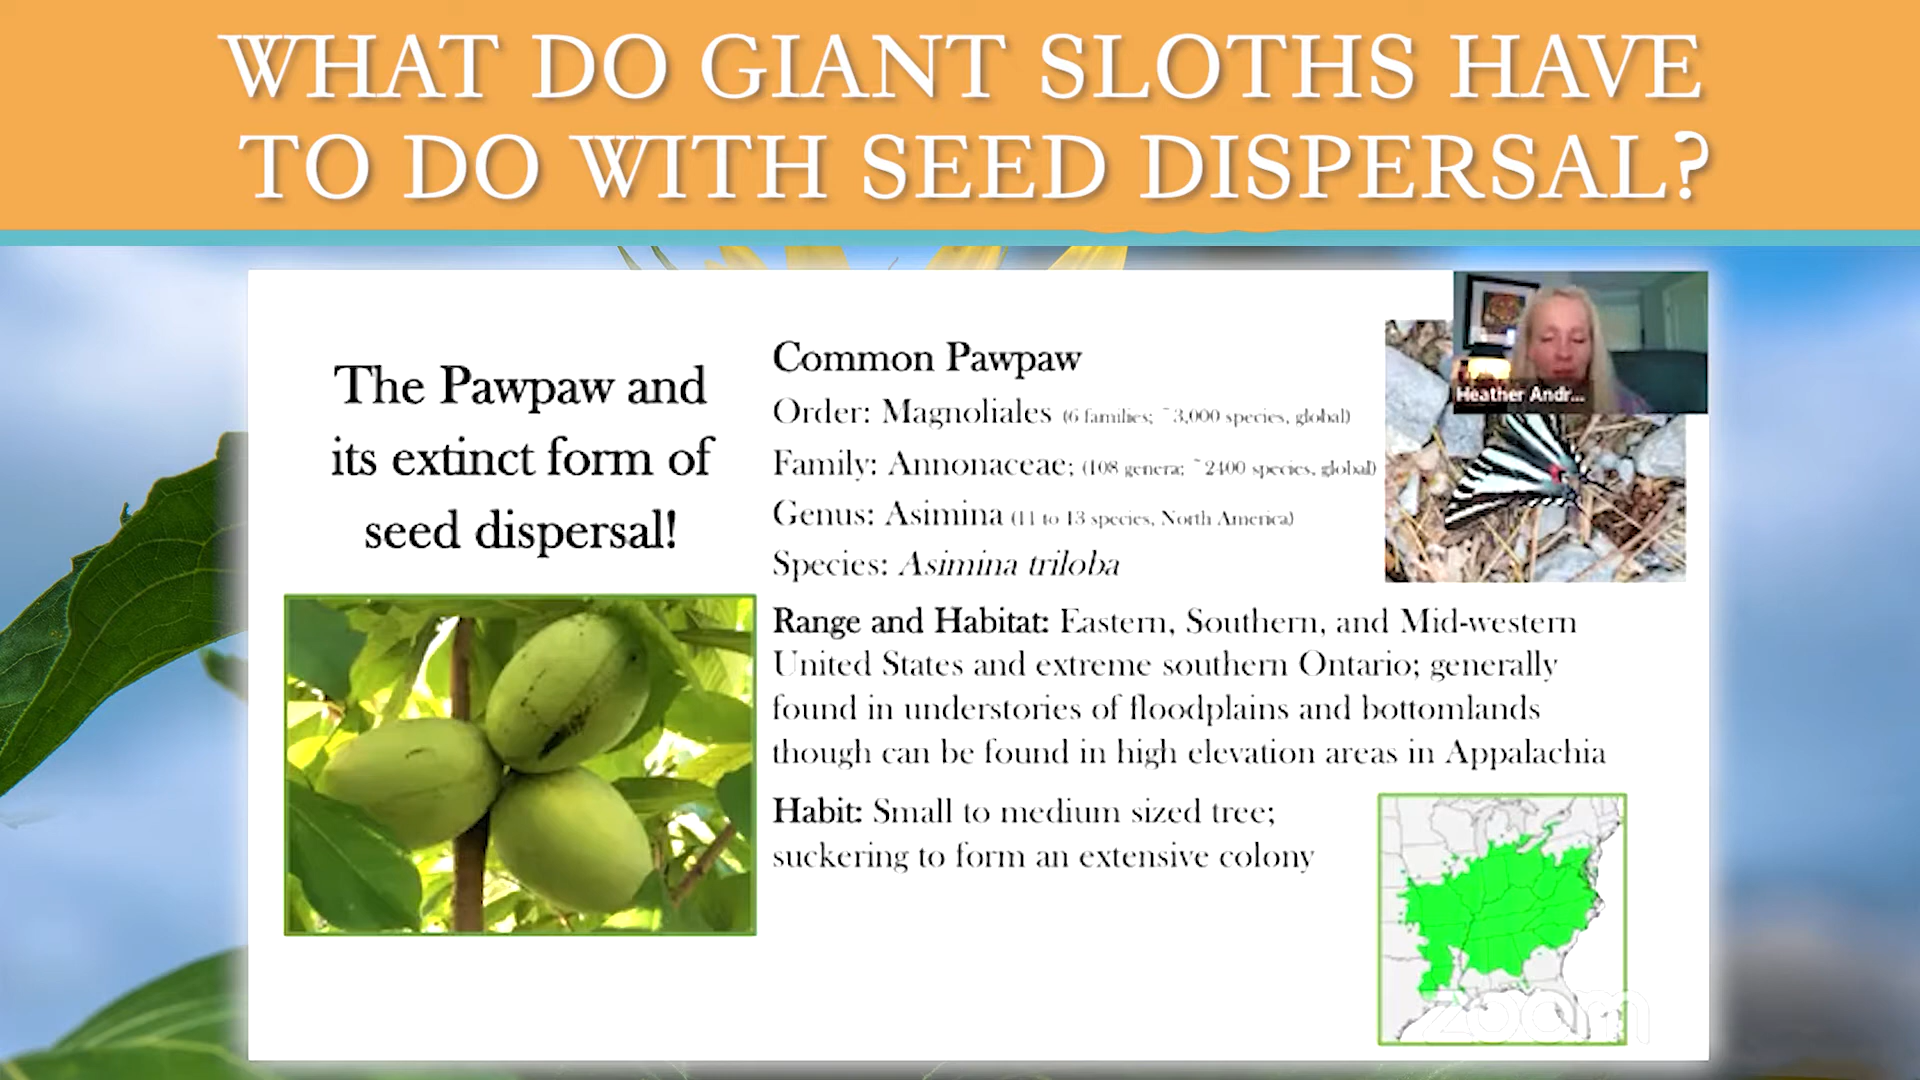 WHAT DO GIANT SLOTHS HAVE
TO DO WITH SEED DISPERSAL?
The Pawpaw and
its extinct form of
seed dispersal!
Common Pawpaw
Order: Magnoliales (6 families; ~3,000 species, global)
Family: Annonaceae; (108 genera; ~2400 species, global)
Genus: Asimina (11 to 13 species, North America)
Species: Asimina triloba
Range and Habitat: Eastern, Southern, and Mid-western
United States and extreme southern Ontario; generally
found in understories of floodplains and bottomlands
though can be found in high elevation areas in Appalachia
Habit: Small to medium sized tree;
suckering to form an extensive colony
Heather Andr...
zoom